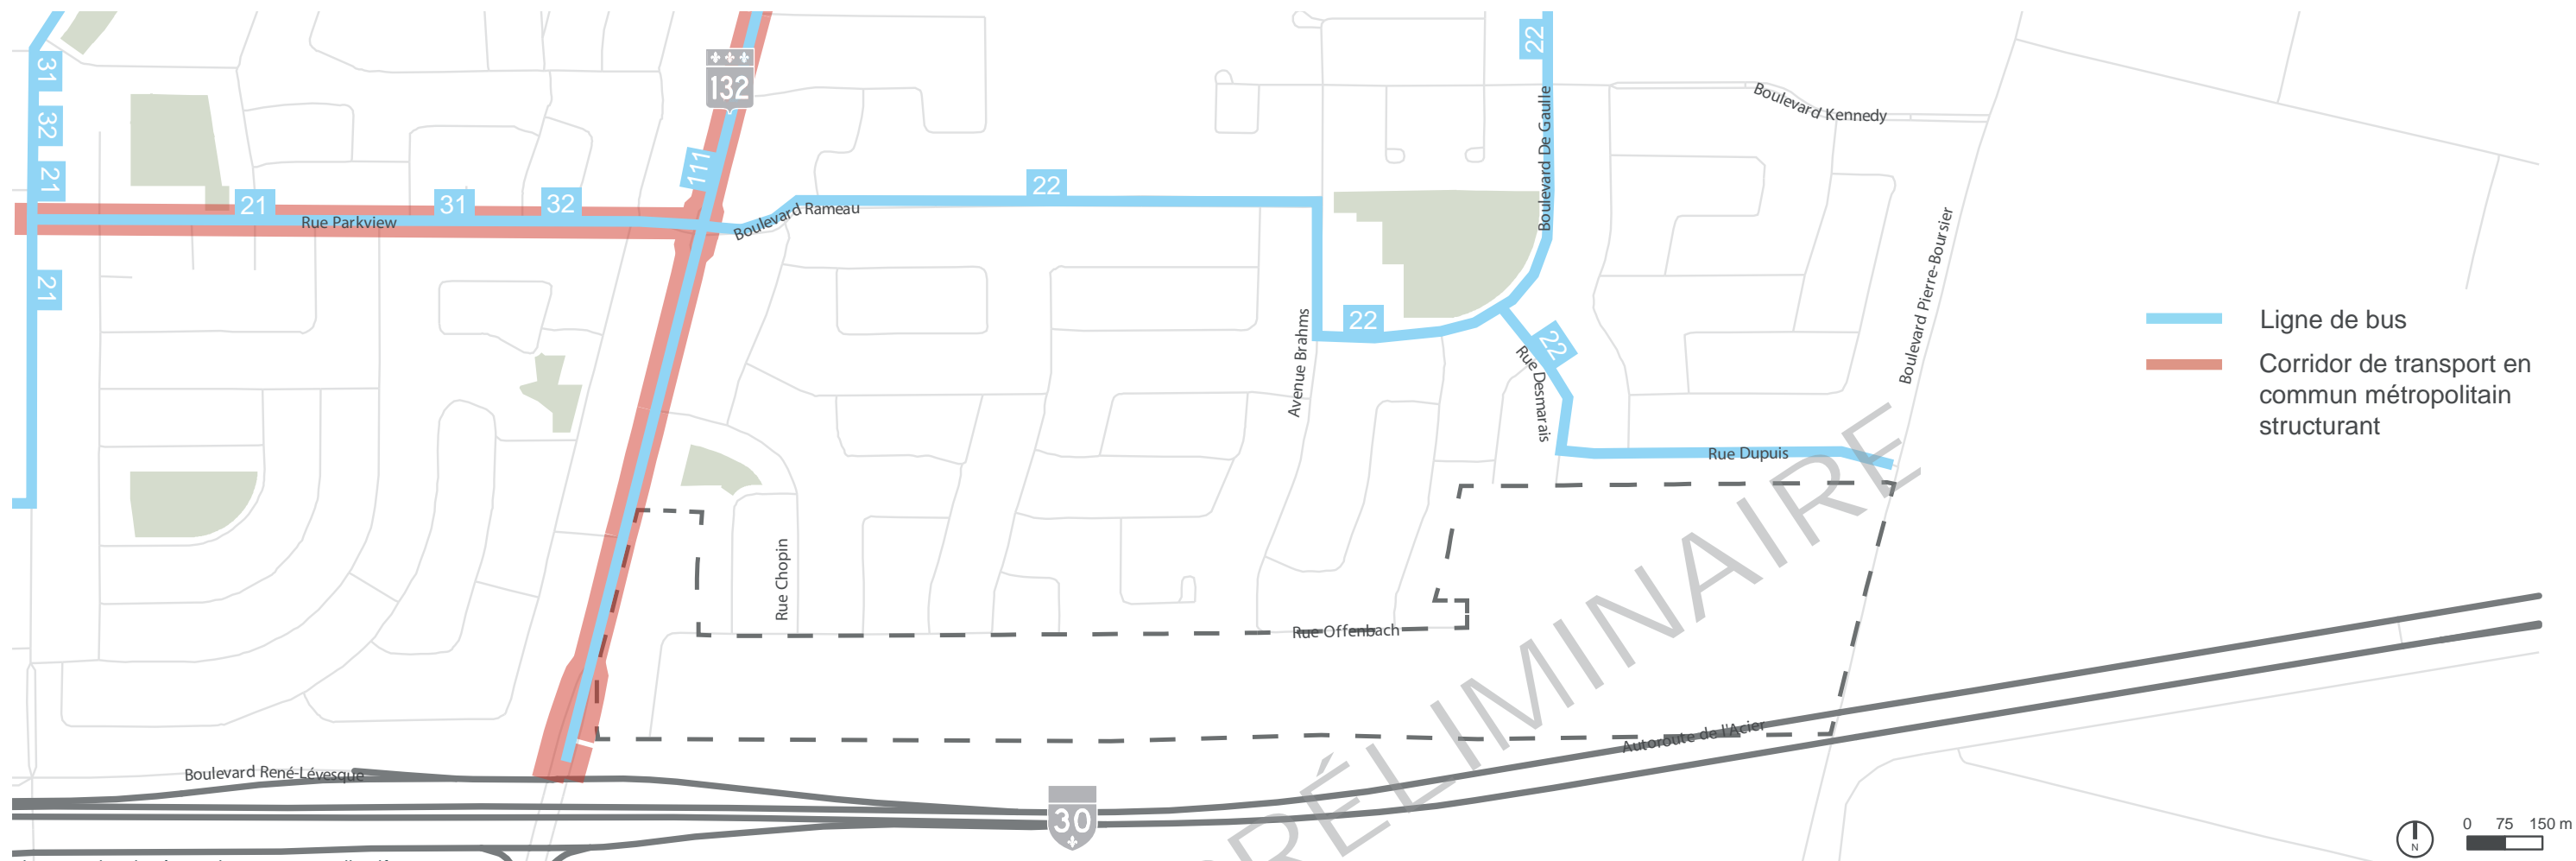 31
32
21
21
21
31
32
Rue Parkview
132
111
Boulevard Rameau
22
22
Boulevard De Gaulle
Boulevard Kennedy
Avenue Brahms
22
22
Rue Desmarais
Rue Dupuis
Boulevard Pierre-Boursier
Ligne de bus
Corridor de transport en
commun métropolitain
structurant
Rue Chopin
Rue Offenbach
Autoroute de l'Acier
Boulevard René-Lévesque
30
PRÉLIMINAIRE
N
0 75 150 m